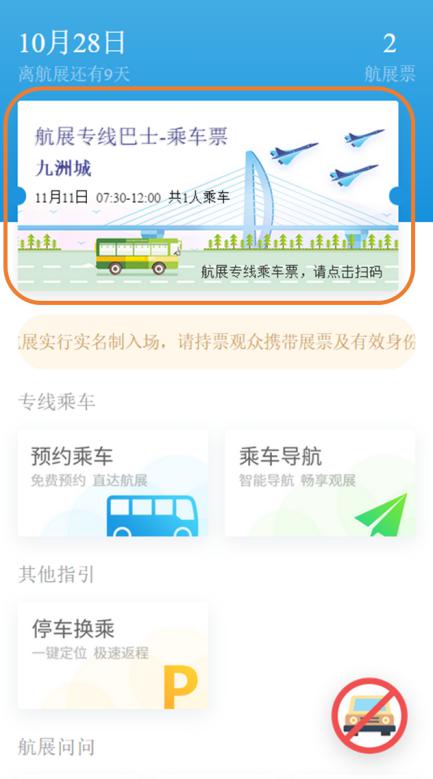 10月28日
2
离航展还有9天
航展票
航展专线巴士-乘车票
九洲城
11月11日 07:30-12:00 共1人乘车
航展专线乘车票，请点击扫码
展实行实名制入场，请持票观众携带展票及有效身份
专线乘车
预约乘车
免费预约 直达航展
乘车导航
智能导航 畅享观展
其他指引
停车换乘
一键定位 极速返程
P
航展问问